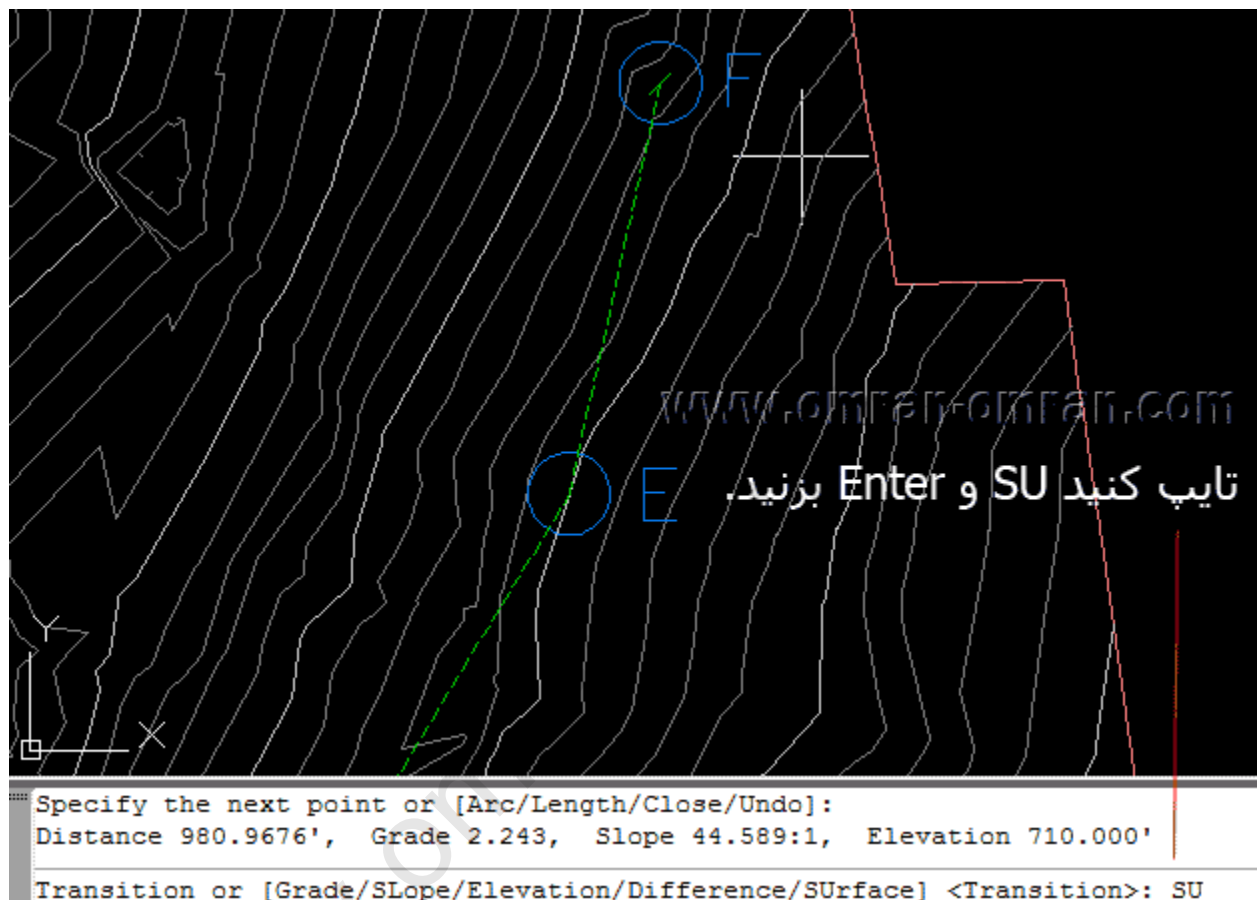 F
www.omran-omran.com
E
تایپ کنید SU و Enter بزنید.
Y
X
Specify the next point or [Arc/Length/Close/Undo]:
Distance 980.9676', Grade 2.243, Slope 44.589:1, Elevation 710.000'
Transition or [Grade/SLope/Elevation/Difference/SUrface] <Transition>: SU